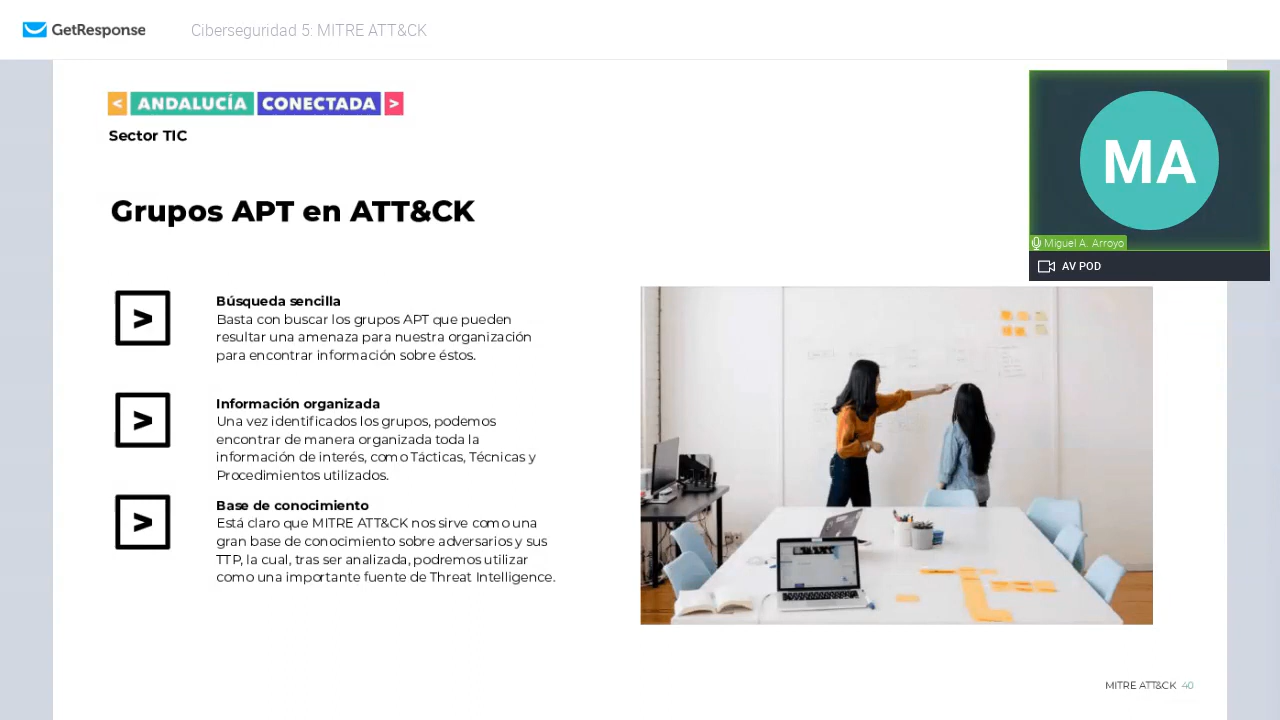 GetResponse
Ciberseguridad 5: MITRE ATT&CK
< ANDALUCÍA CONECTADA >
Sector TIC
MA
Miguel A. Arroyo
AV POD
Grupos APT en ATT&CK
> Búsqueda sencilla
Basta con buscar los grupos APT que pueden
resultar una amenaza para nuestra organización
para encontrar información sobre éstos.
> Información organizada
Una vez identificados los grupos, podemos
encontrar de manera organizada toda la
información de interés, como Tácticas, Técnicas y
Procedimientos utilizados.
> Base de conocimiento
Está claro que MITRE ATT&CK nos sirve como una
gran base de conocimiento sobre adversarios y sus
TTP, la cual, tras ser analizada, podremos utilizar
como una importante fuente de Threat Intelligence.
MITRE ATT&CK 40